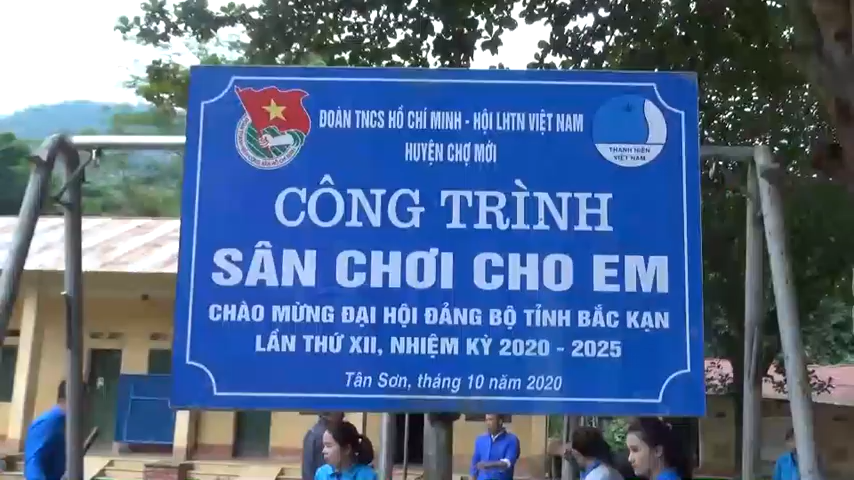 ĐOÀN TNCS HỒ CHÍ MINH - HỘI LHTN VIỆT NAM
HUYỆN CHỢ MỚI
THANH NIÊN
VIỆT NAM
CÔNG TRÌNH
SÂN CHƠI CHO EM
CHÀO MỪNG ĐẠI HỘI ĐẢNG BỘ TỈNH BẮC KẠN
LẦN THỨ XII, NHIỆM KỲ 2020 - 2025
Tân Sơn, tháng 10 năm 2020